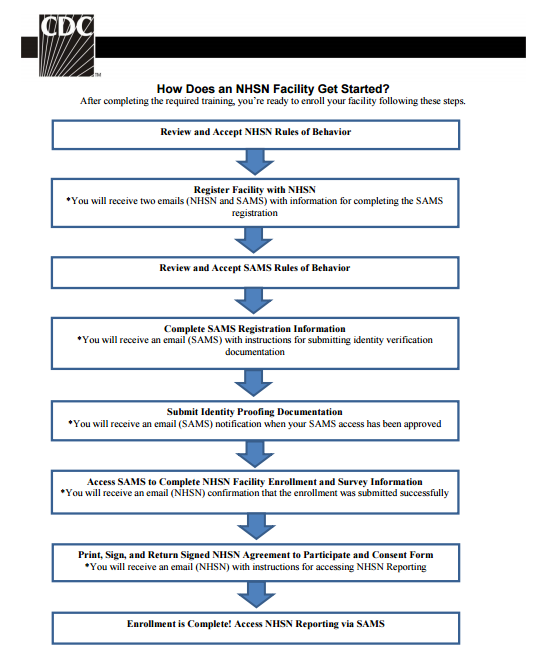 CDC
TM
How Does an NHSN Facility Get Started?
After completing the required training, you're ready to enroll your facility following these steps.
Review and Accept NHSN Rules of Behavior
Register Facility with NHSN
*You will receive two emails (NHSN and SAMS) with information for completing the SAMS
registration
Review and Accept SAMS Rules of Behavior
Complete SAMS Registration Information
*You will receive an email (SAMS) with instructions for submitting identity verification
documentation
Submit Identity Proofing Documentation
*You will receive an email (SAMS) notification when your SAMS access has been approved
Access SAMS to Complete NHSN Facility Enrollment and Survey Information
*You will receive an email (NHSN) confirmation that the enrollment was submitted successfully
Print, Sign, and Return Signed NHSN Agreement to Participate and Consent Form
*You will receive an email (NHSN) with instructions for accessing NHSN Reporting
Enrollment is Complete! Access NHSN Reporting via SAMS